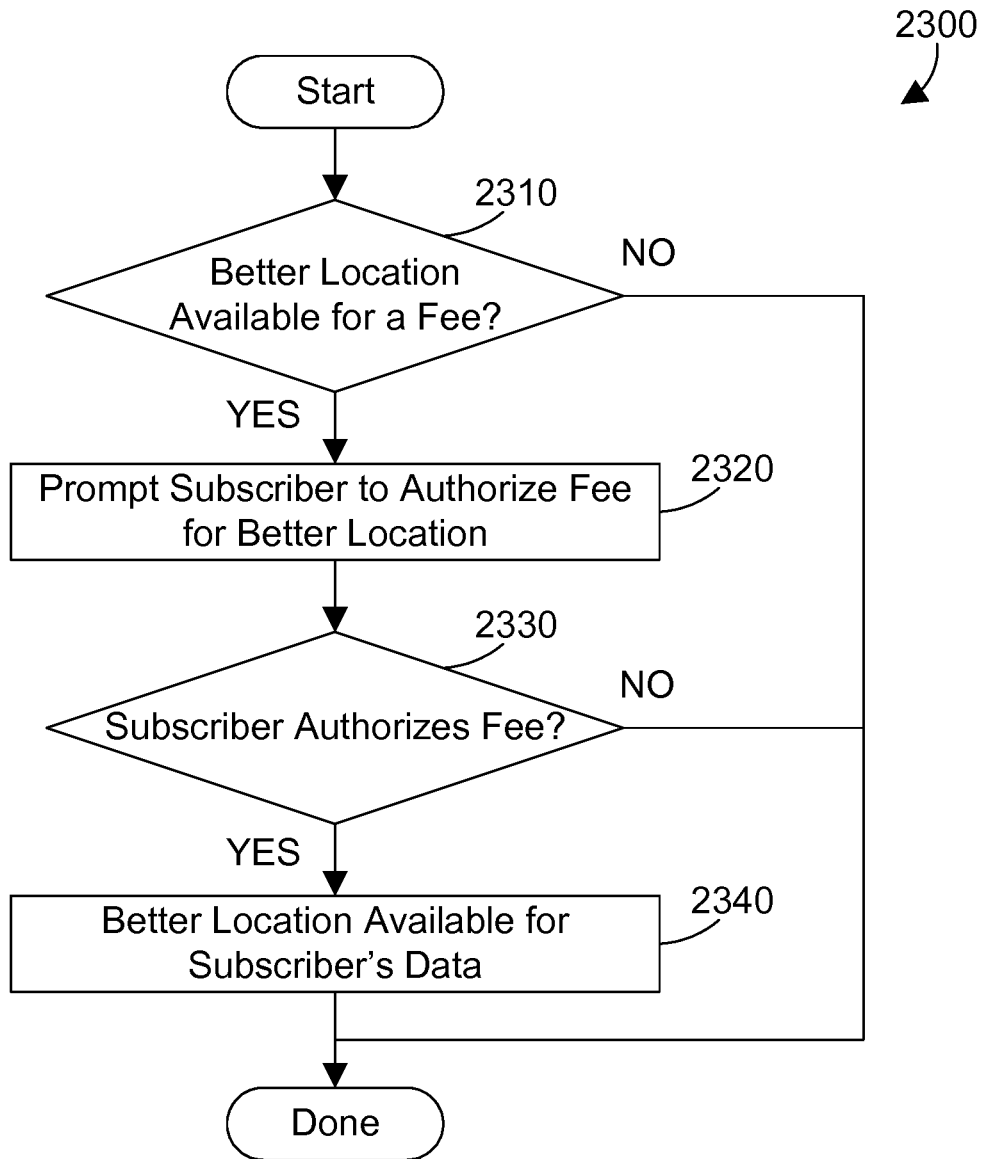 2300
Start
2310
Better Location
Available for a Fee?
NO
YES
Prompt Subscriber to Authorize Fee
for Better Location
2320
2330
Subscriber Authorizes Fee?
NO
YES
Better Location Available for
Subscriber's Data
2340
Done